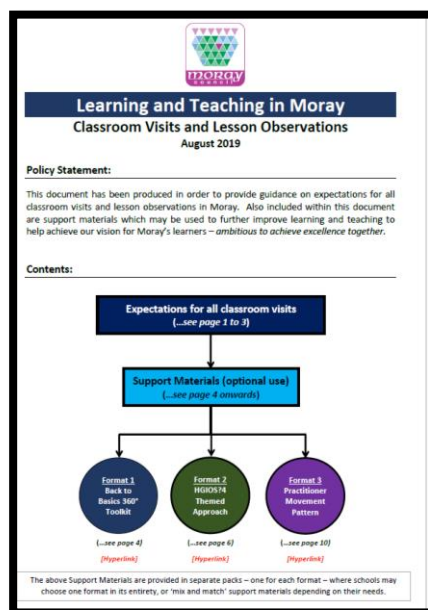 moray
council
Learning and Teaching in Moray
Classroom Visits and Lesson Observations
August 2019
Policy Statement:
This document has been produced in order to provide guidance on expectations for all
classroom visits and lesson observations in Moray. Also included within this document
are support materials which may be used to further improve learning and teaching to
help achieve our vision for Moray's learners – ambitious to achieve excellence together.
Contents:
Expectations for all classroom visits
(...see page 1 to 3)
Support Materials (optional use)
(...see page 4 onwards)
Format 1
Back to
Basics 360°
Toolkit
Format 2
HGIOS?4
Themed
Approach
Format 3
Practitioner
Movement
Pattern
(...see page 4) (...see page 6) (...see page 10)
[Hyperlink] [Hyperlink] [Hyperlink]
The above Support Materials are provided in separate packs – one for each format – where schools may
choose one format in its entirety, or 'mix and match' support materials depending on their needs.